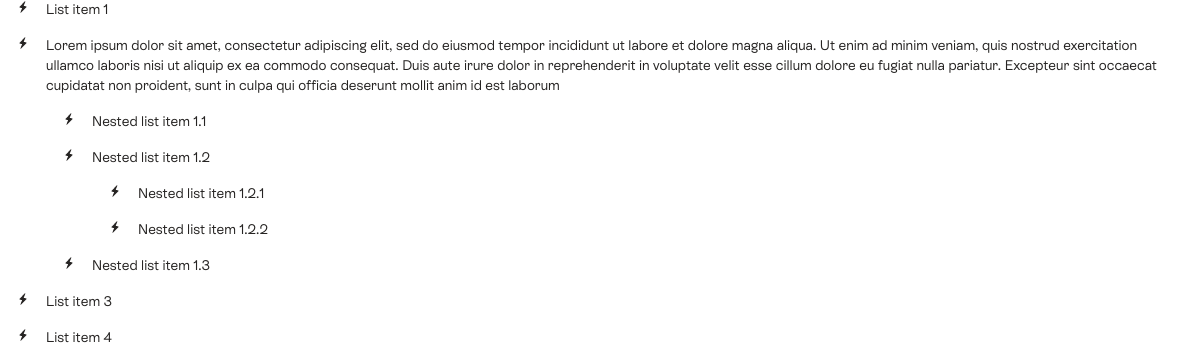 List item 1
Lorem ipsum dolor sit amet, consectetur adipiscing elit, sed do eiusmod tempor incididunt ut labore et dolore magna aliqua. Ut enim ad minim veniam, quis nostrud exercitation
ullamco laboris nisi ut aliquip ex ea commodo consequat. Duis aute irure dolor in reprehenderit in voluptate velit esse cillum dolore eu fugiat nulla pariatur. Excepteur sint occaecat
cupidatat non proident, sunt in culpa qui officia deserunt mollit anim id est laborum
Nested list item 1.1
Nested list item 1.2
Nested list item 1.2.1
Nested list item 1.2.2
Nested list item 1.3
List item 3
List item 4